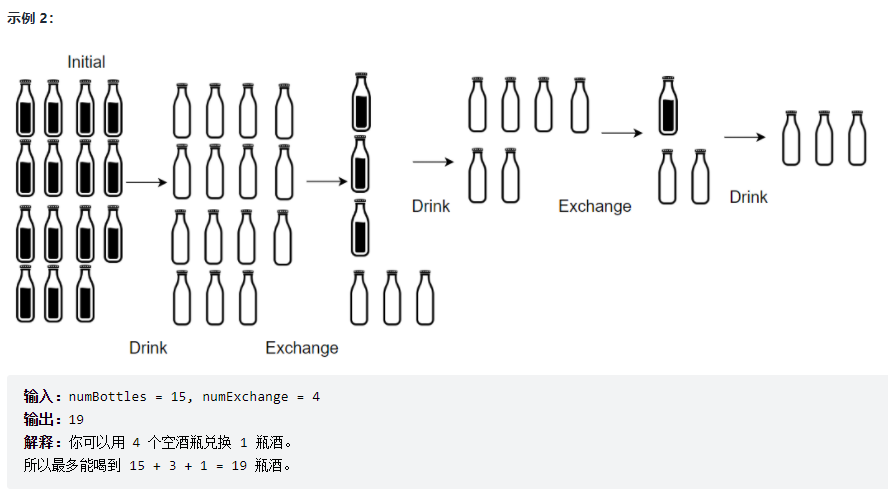 示例 2：
Initial
Drink
Exchange
Drink
Exchange
Drink
输入：numBottles = 15, numExchange = 4
输出：19
解释：你可以用 4 个空酒瓶兑换 1 瓶酒。
所以最多能喝到 15 + 3 + 1 = 19 瓶酒。